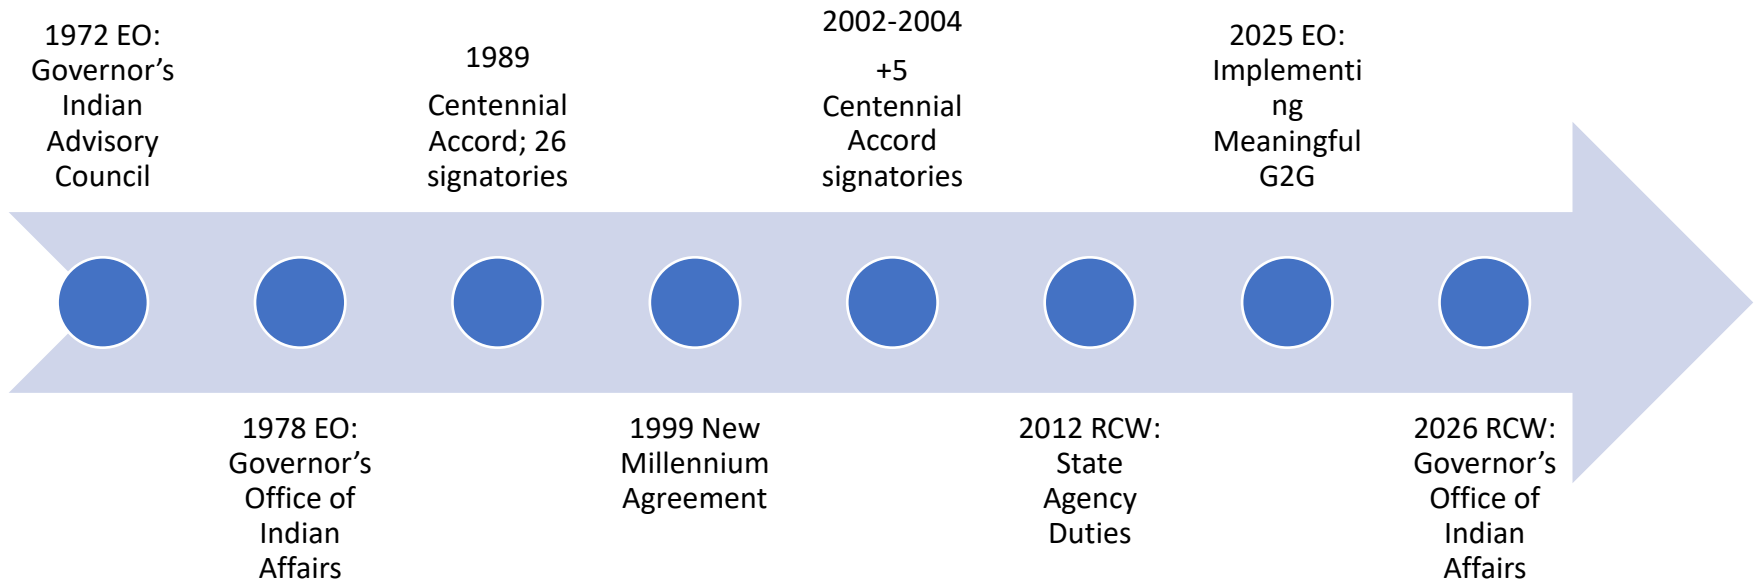 1972 EO:
Governor’s
Indian
Advisory
Council
1978 EO:
Governor’s
Office of
Indian
Affairs
1989
Centennial
Accord; 26
signatories
1999 New
Millennium
Agreement
2002-2004
+5
Centennial
Accord
signatories
2012 RCW:
State
Agency
Duties
2025 EO:
Implementi
ng
Meaningful
G2G
2026 RCW:
Governor’s
Office of
Indian
Affairs